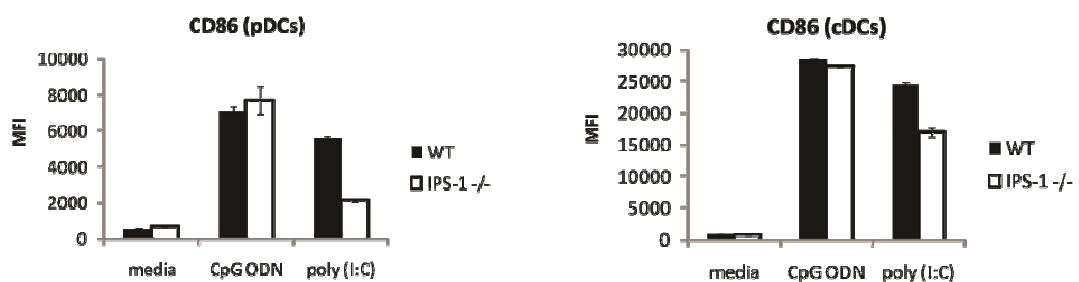 CD86 (pDCs)
10000
8000
6000
4000
2000
0
MFI
media
CpG ODN
poly (I:C)
WT
IPS-1 -/-
CD86 (cDCs)
30000
25000
20000
15000
10000
5000
0
MFI
media
CpG ODN
poly (I:C)
WT
IPS-1 -/-